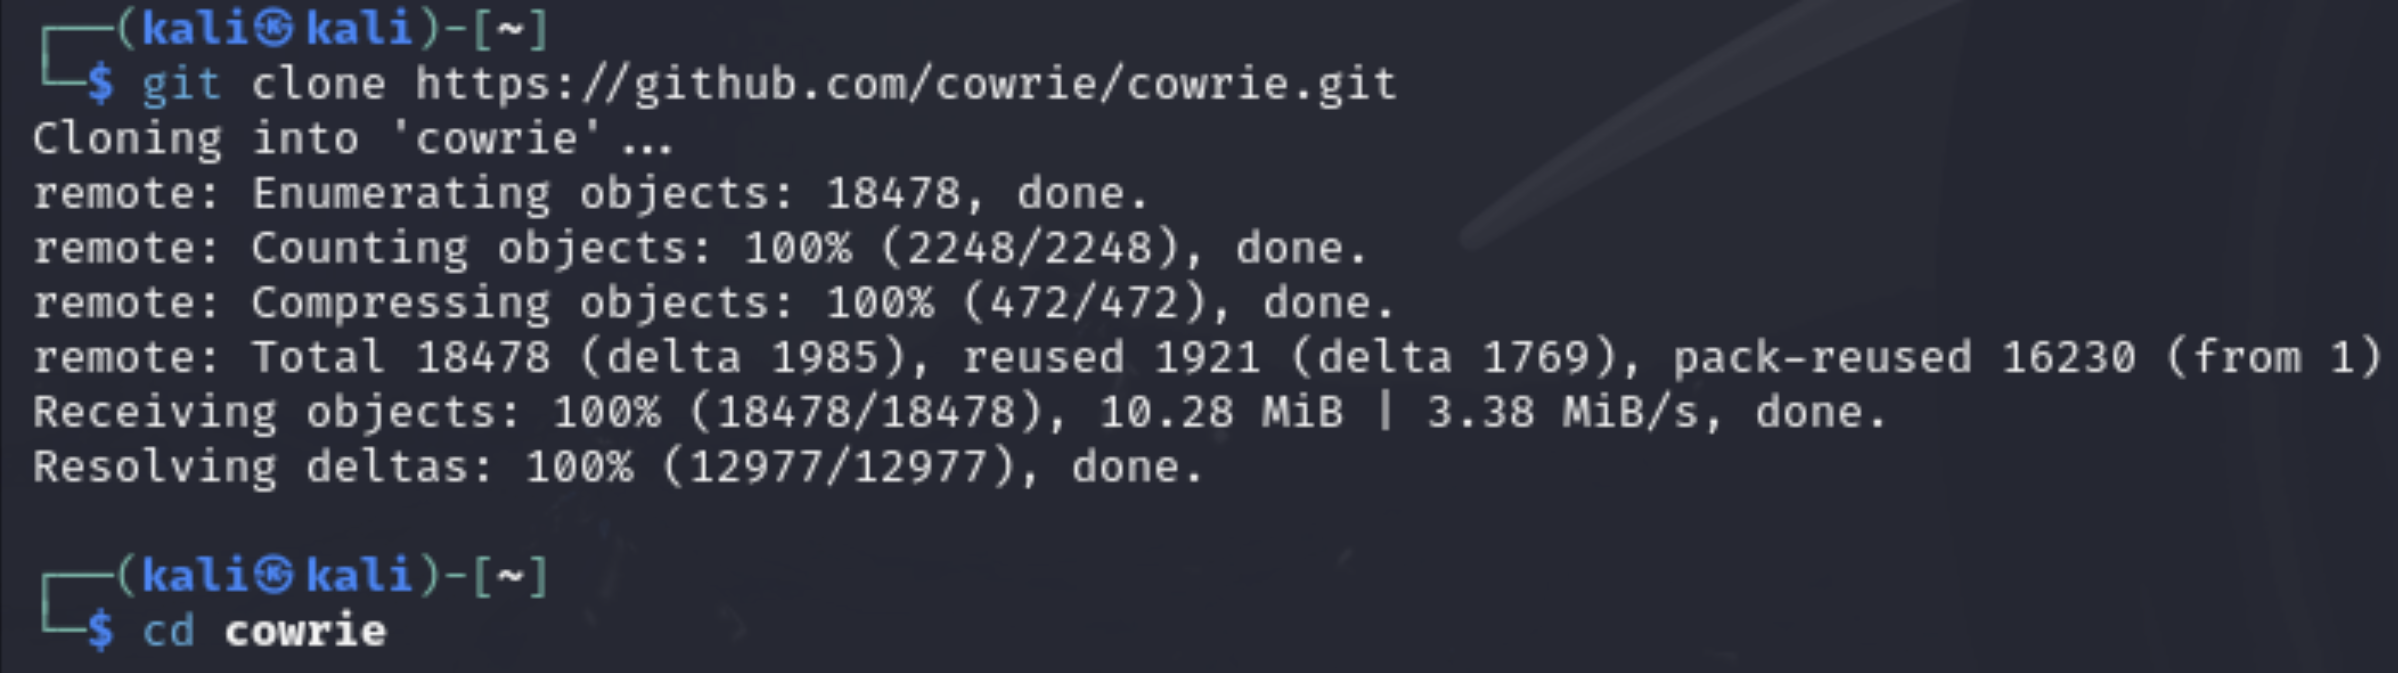 ┌──(kali㉿kali)-[~]
└─$ git clone https://github.com/cowrie/cowrie.git
Cloning into 'cowrie'...
remote: Enumerating objects: 18478, done.
remote: Counting objects: 100% (2248/2248), done.
remote: Compressing objects: 100% (472/472), done.
remote: Total 18478 (delta 1985), reused 1921 (delta 1769), pack-reused 16230 (from 1)
Receiving objects: 100% (18478/18478), 10.28 MiB | 3.38 MiB/s, done.
Resolving deltas: 100% (12977/12977), done.
┌──(kali㉿kali)-[~]
└─$ cd cowrie